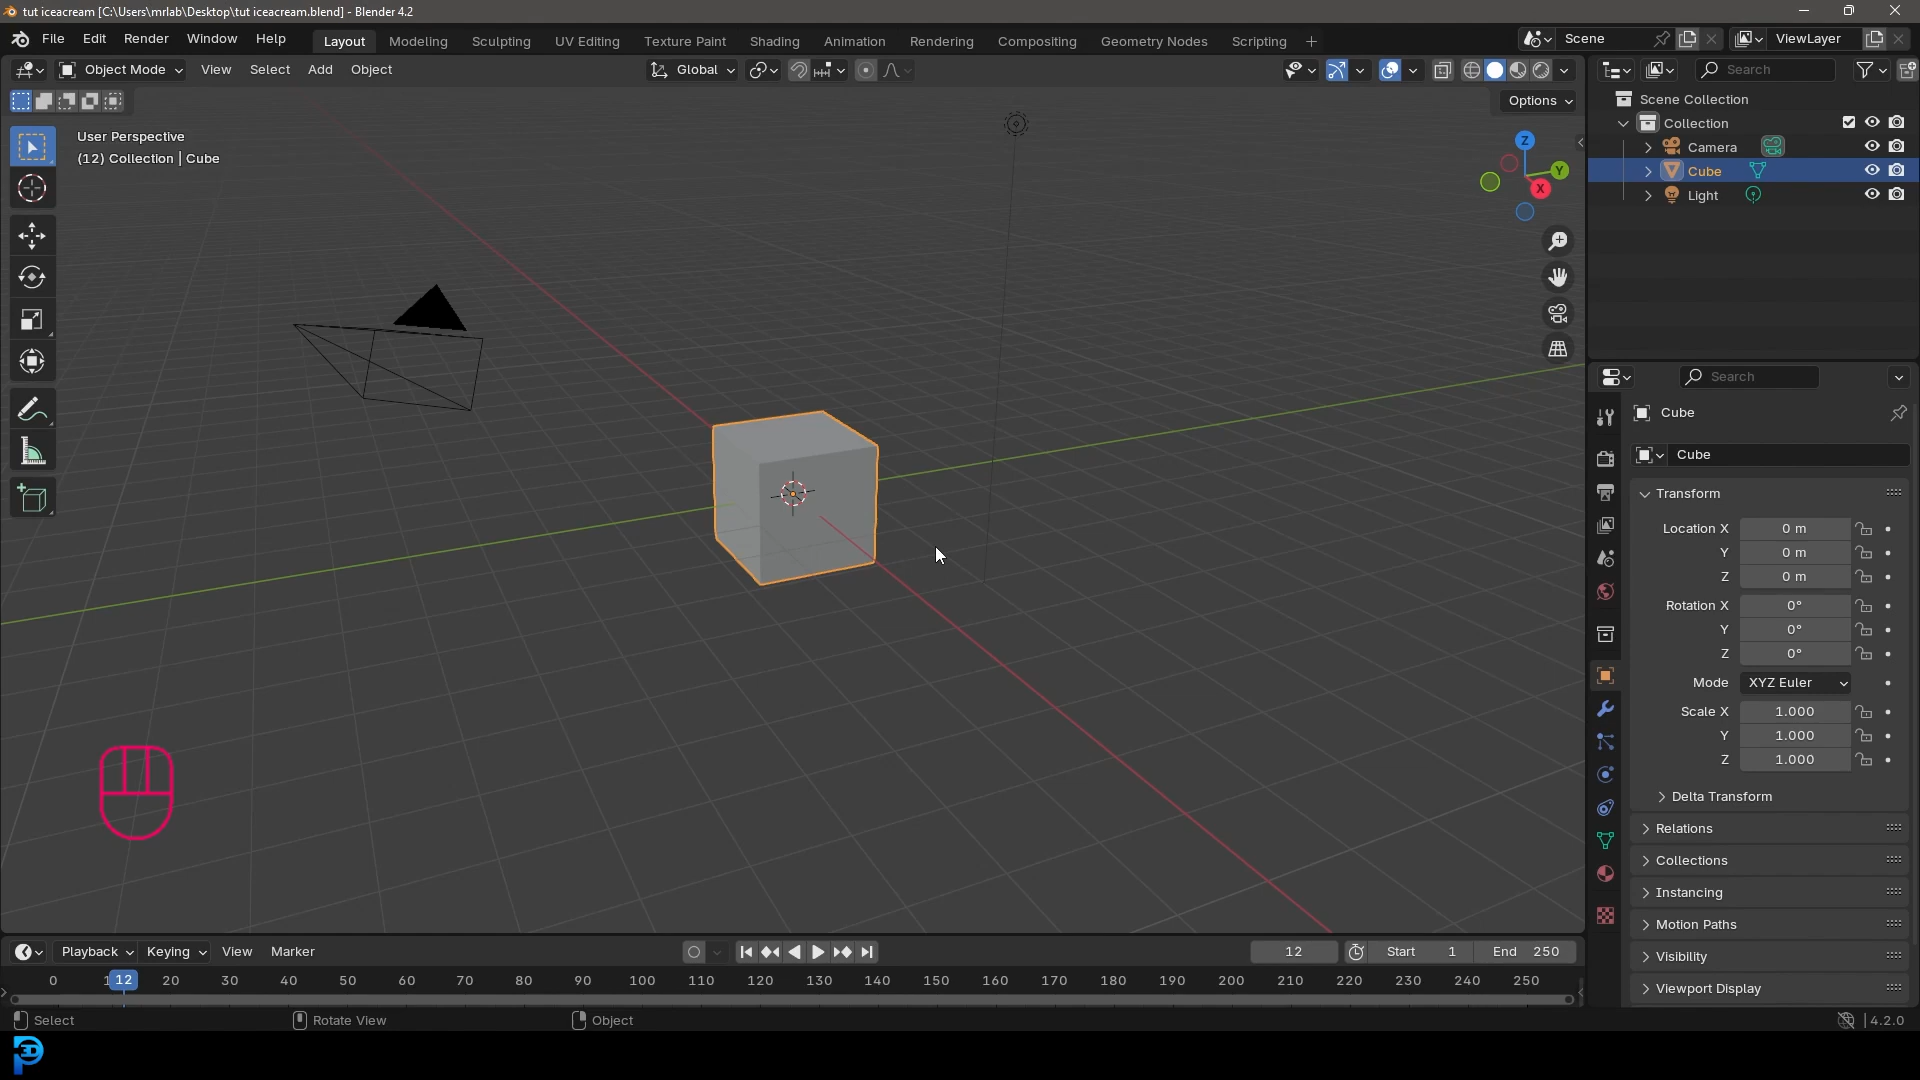 tut iceacream [C:\Users\mrlab\Desktop\tut iceacream.blend] - Blender 4.2
File Edit Render Window Help Layout Modeling Sculpting UV Editing Texture Paint Shading Animation Rendering Compositing Geometry Nodes Scripting + Scene ViewLayer
Object Mode View Select Add Object Global Search
Options
User Perspective
(12) Collection | Cube
Z
Y
X
Scene Collection
Collection
Camera
Cube
Light
Search
Cube
Cube
Transform
Location X 0 m
Y 0 m
Z 0 m
Rotation X 0°
Y 0°
Z 0°
Mode XYZ Euler
Scale X 1.000
Y 1.000
Z 1.000
Delta Transform
Relations
Collections
Instancing
Motion Paths
Visibility
Viewport Display
Playback Keying View Marker 12 Start 1 End 250
0 12 20 30 40 50 60 70 80 90 100 110 120 130 140 150 160 170 180 190 200 210 220 230 240 250
Select Rotate View Object 4.2.0